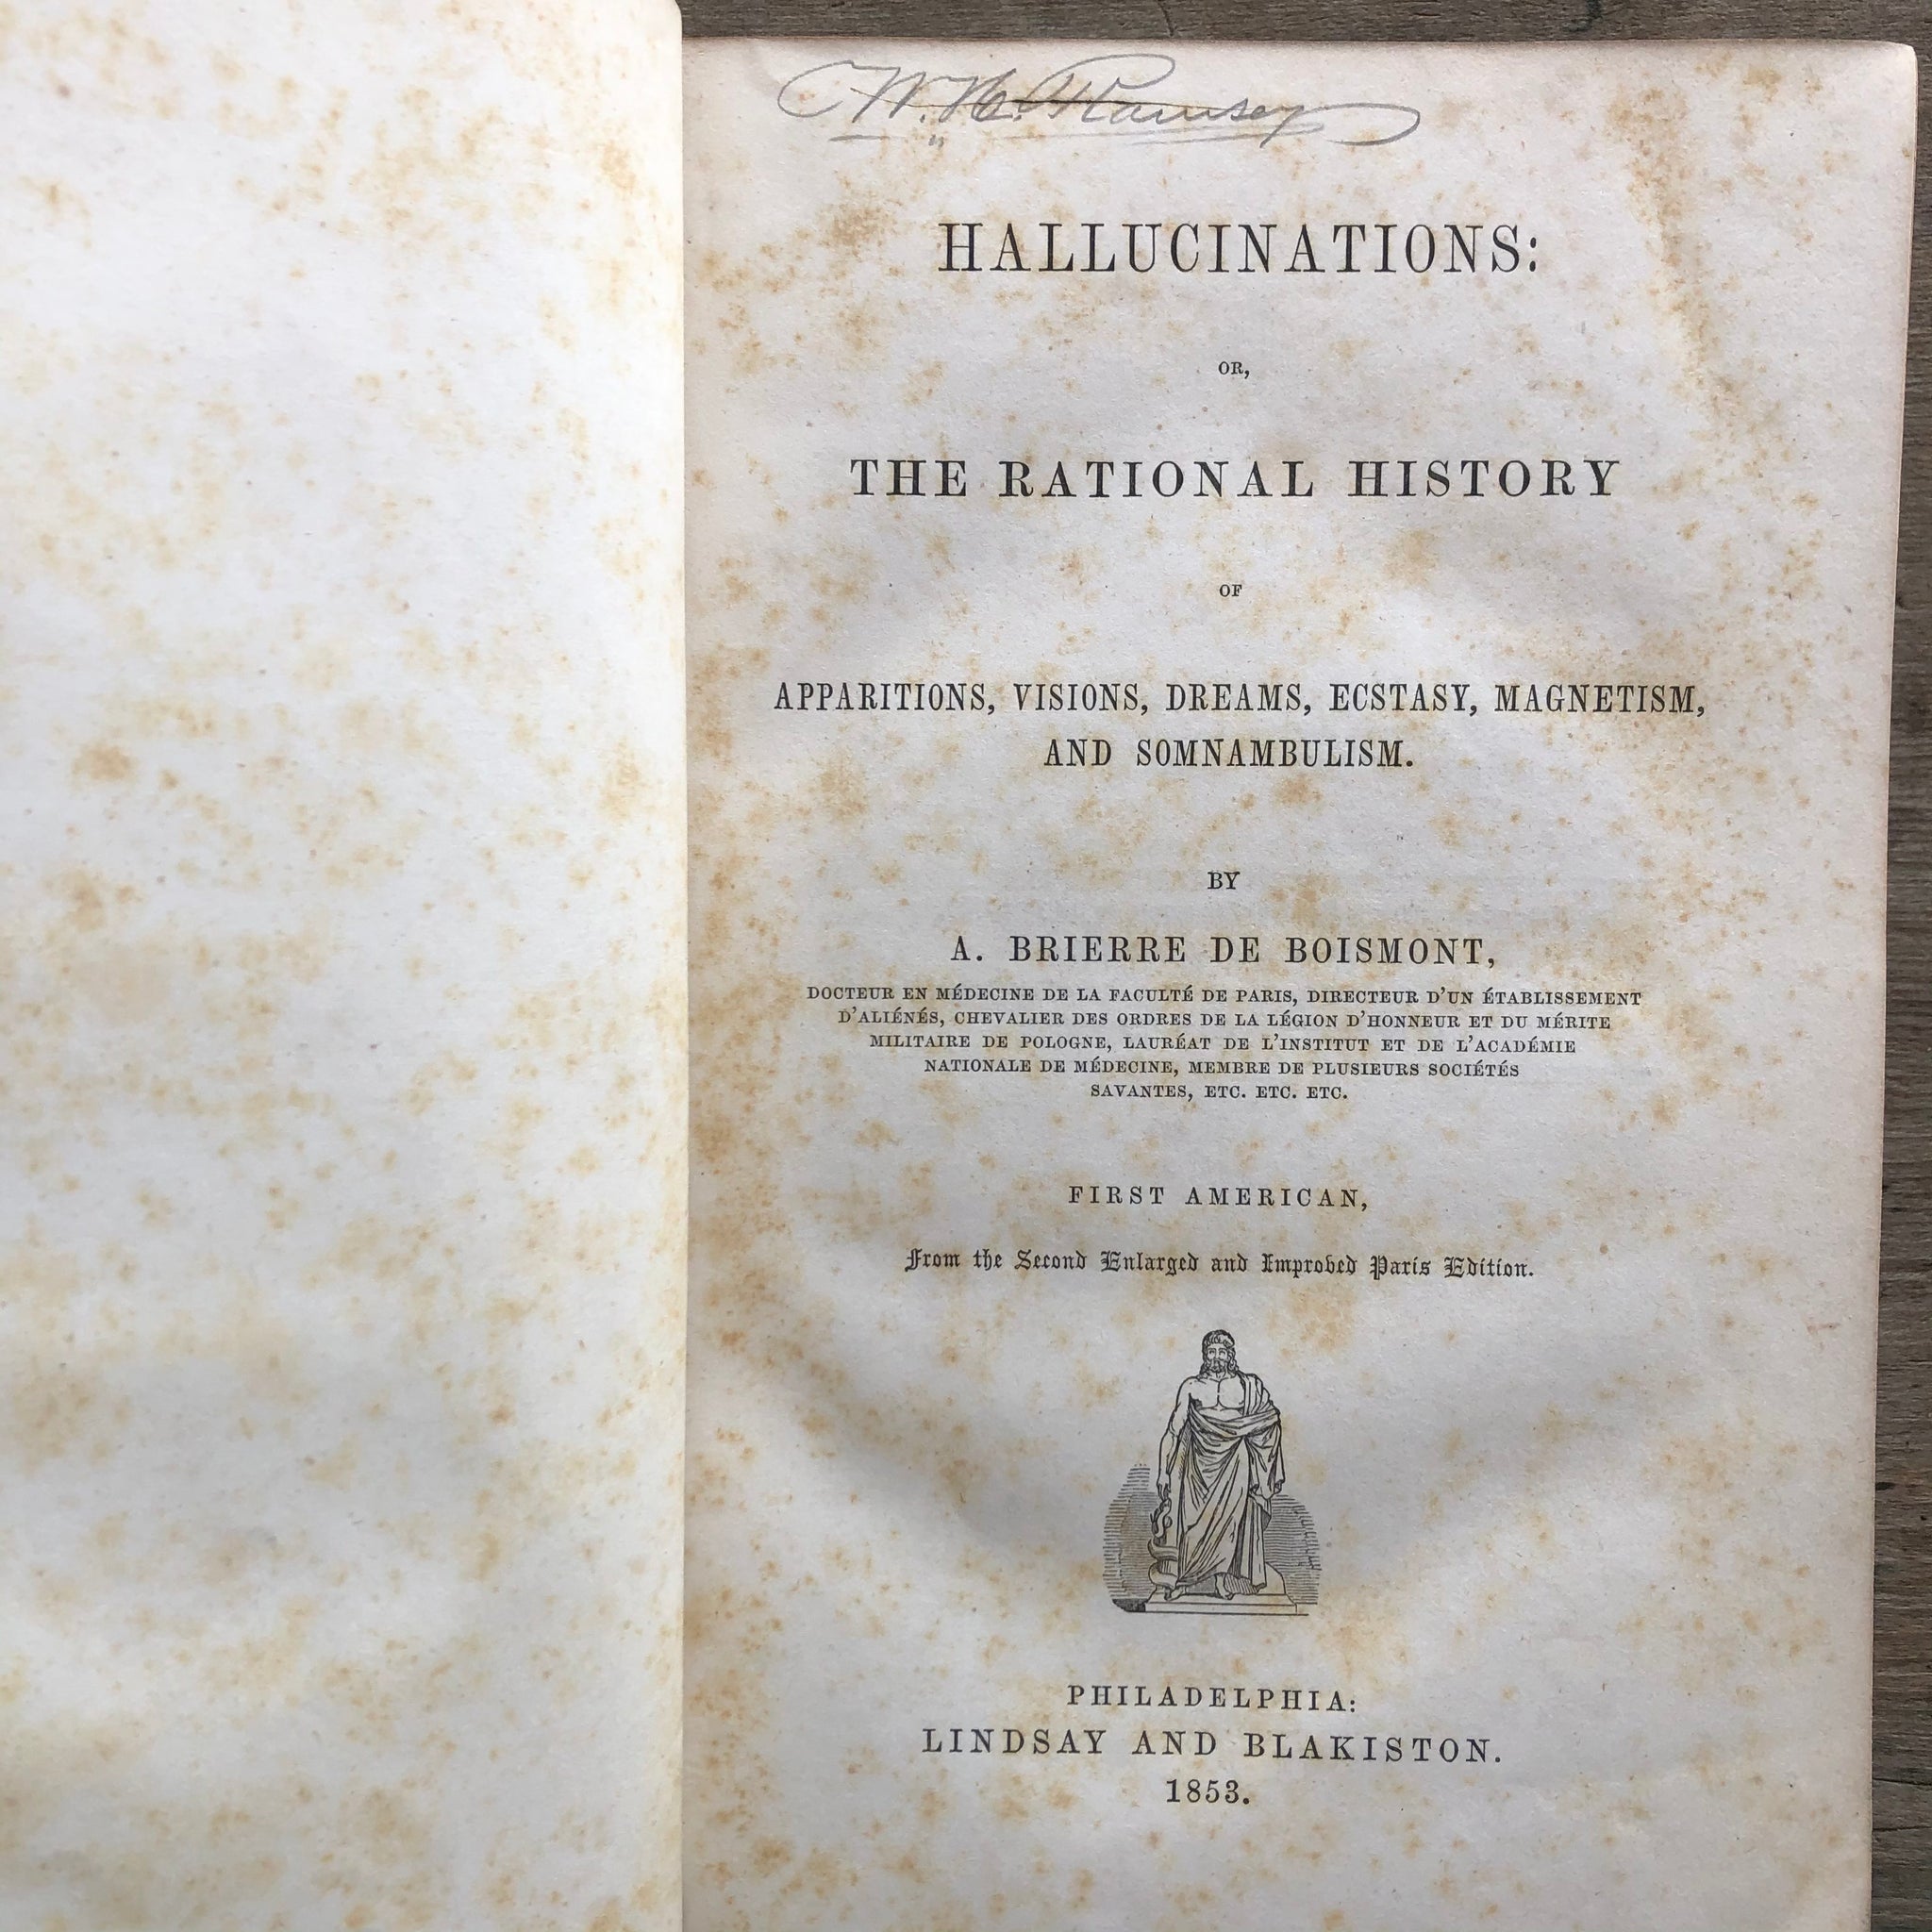 W. H. Ramsey
HALLUCINATIONS:
OR,
THE RATIONAL HISTORY
OF
APPARITIONS, VISIONS, DREAMS, ECSTASY, MAGNETISM,
AND SOMNAMBULISM.
BY
A. BRIERRE DE BOISMONT,
DOCTEUR EN MÉDECINE DE LA FACULTÉ DE PARIS, DIRECTEUR D'UN ÉTABLISSEMENT
D'ALIÉNÉS, CHEVALIER DES ORDRES DE LA LÉGION D'HONNEUR ET DU MÉRITE
MILITAIRE DE POLOGNE, LAURÉAT DE L'INSTITUT ET DE L'ACADÉMIE
NATIONALE DE MÉDECINE, MEMBRE DE PLUSIEURS SOCIÉTÉS
SAVANTES, ETC. ETC. ETC.
FIRST AMERICAN,
From the Second Enlarged and Improved Paris Edition.
PHILADELPHIA:
LINDSAY AND BLAKISTON.
1853.